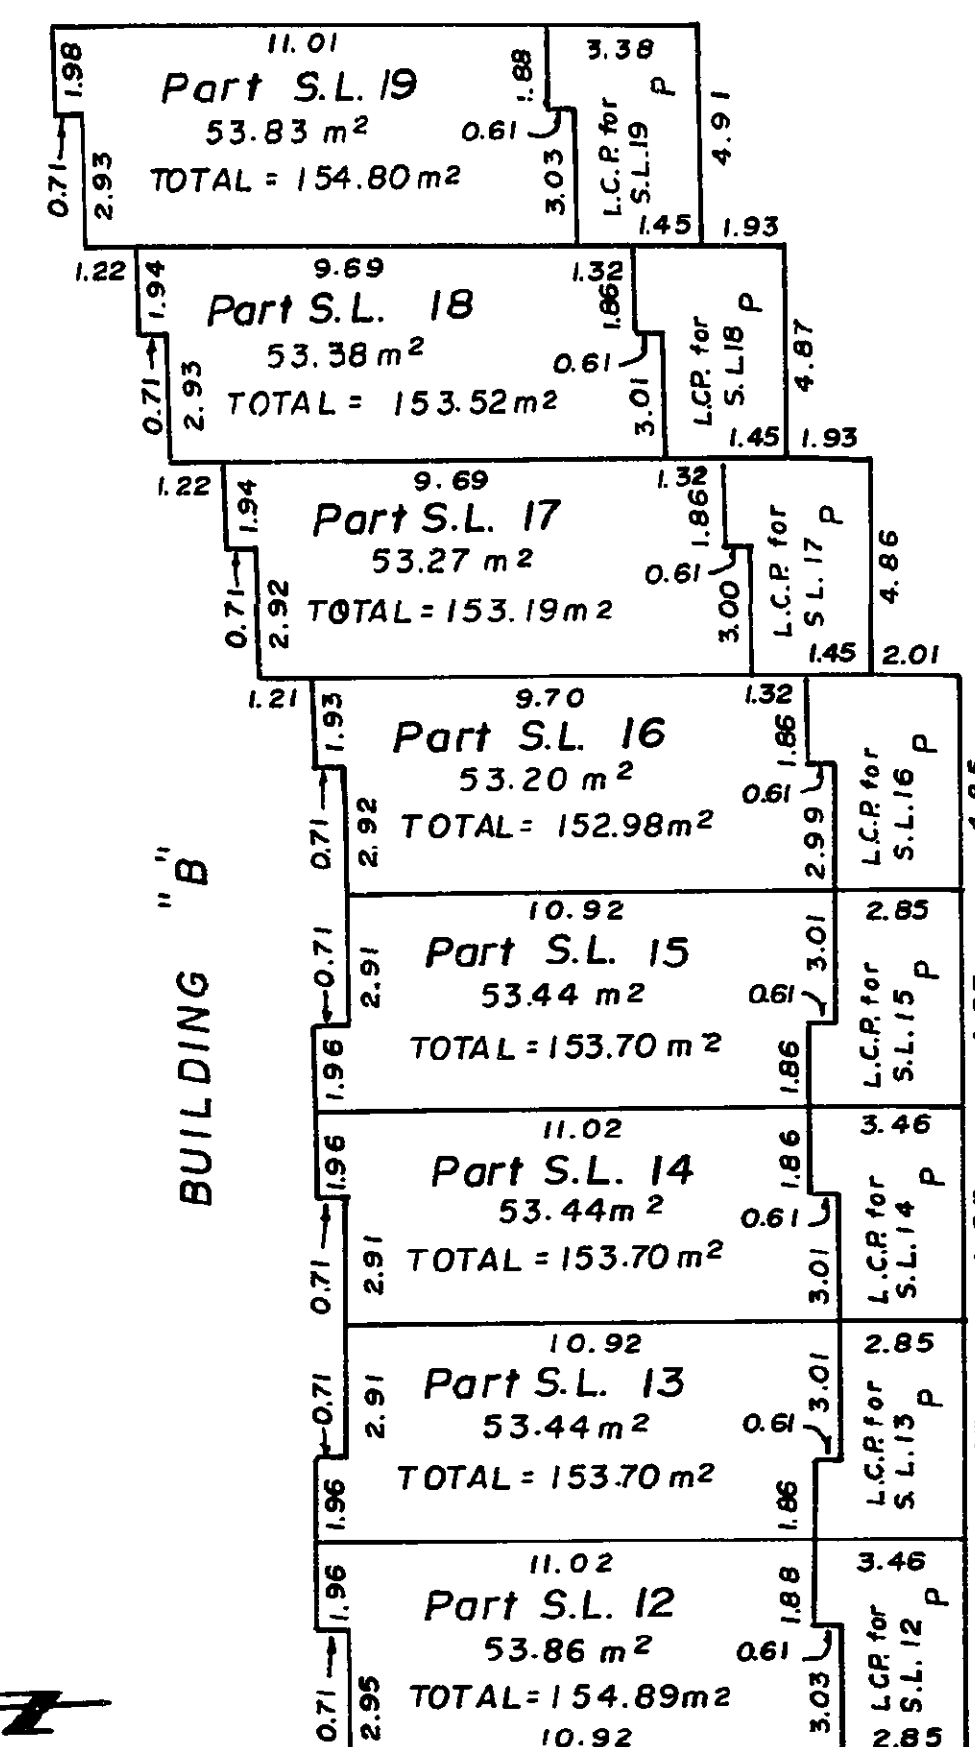 11.01
3.38
1.98
Part S.L. 19
1.88
P
53.83 m2
0.61
L.C.P. for
S.L.19
4.91
0.71
2.93
TOTAL = 154.80 m2
3.03
1.45
1.93
1.22
9.69
1.32
1.94
Part S.L. 18
1.86
P
53.38 m2
0.61
L.C.P. for
S.L.18
4.87
0.71
2.93
TOTAL = 153.52 m2
3.01
1.45
1.93
1.22
9.69
1.32
1.94
Part S.L. 17
1.86
P
53.27 m2
0.61
L.C.P. for
S.L.17
4.86
0.71
2.92
TOTAL = 153.19 m2
3.00
1.45
2.01
1.21
9.70
1.32
1.93
Part S.L. 16
1.86
P
53.20 m2
0.61
L.C.P. for
S.L.16
0.71
2.92
TOTAL = 152.98 m2
2.99
BUILDING "B"
10.92
2.85
0.71
2.91
Part S.L. 15
3.01
P
53.44 m2
0.61
L.C.P. for
S.L.15
TOTAL = 153.70 m2
1.96
1.86
11.02
3.46
1.96
Part S.L. 14
1.86
P
53.44 m2
0.61
L.C.P. for
S.L.14
0.71
2.91
TOTAL = 153.70 m2
3.01
10.92
2.85
0.71
2.91
Part S.L. 13
3.01
P
53.44 m2
0.61
L.C.P. for
S.L.13
TOTAL = 153.70 m2
1.96
1.86
11.02
3.46
1.96
Part S.L. 12
1.88
P
53.86 m2
0.61
L.C.P. for
S.L.12
0.71
2.95
TOTAL = 154.89 m2
3.03
10.92
2.85